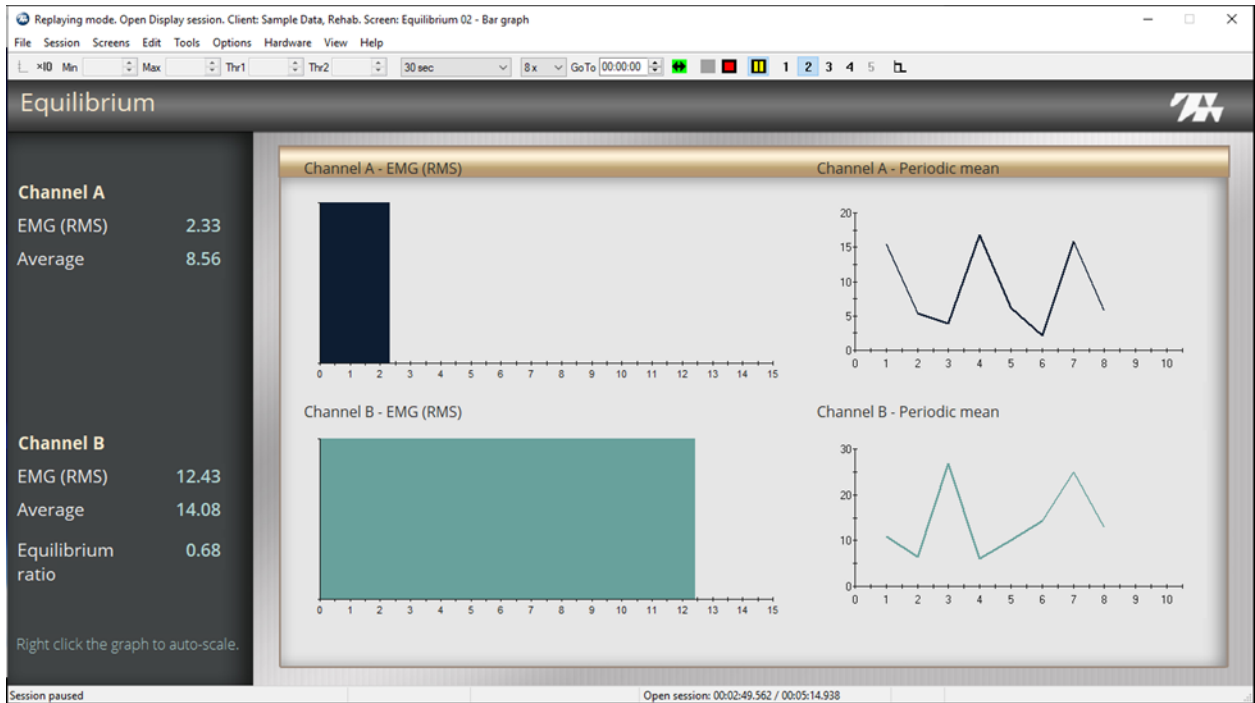 Replaying mode. Open Display session. Client: Sample Data, Rehab. Screen: Equilibrium 02 - Bar graph
File Session Screens Edit Tools Options Hardware View Help
×10 Min Max Thr1 Thr2 30 sec 8 x GoTo 00:00:00 1 2 3 4 5
Equilibrium
Channel A
EMG (RMS) 2.33
Average 8.56
Channel B
EMG (RMS) 12.43
Average 14.08
Equilibrium 0.68
ratio
Right click the graph to auto-scale.
Channel A - EMG (RMS)
0 1 2 3 4 5 6 7 8 9 10 11 12 13 14 15
Channel A - Periodic mean
20
15
10
5
0
0 1 2 3 4 5 6 7 8 9 10
Channel B - EMG (RMS)
0 1 2 3 4 5 6 7 8 9 10 11 12 13 14 15
Channel B - Periodic mean
30
20
10
0
0 1 2 3 4 5 6 7 8 9 10
Session paused
Open session: 00:02:49.562 / 00:05:14.938